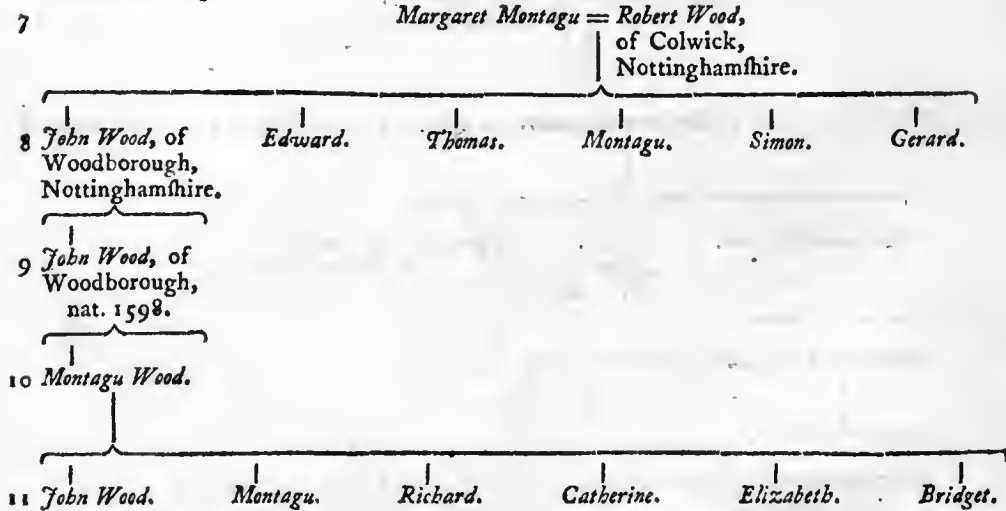 7 Margaret Montagu = Robert Wood,
of Colwick,
Nottinghamſhire.
8 John Wood, of Edward. Thomas. Montagu. Simon. Gerard.
Woodborough,
Nottinghamſhire.
9 John Wood, of
Woodborough,
nat. 1598.
10 Montagu Wood.
11 John Wood. Montagu. Richard. Catherine. Elizabeth. Bridget.